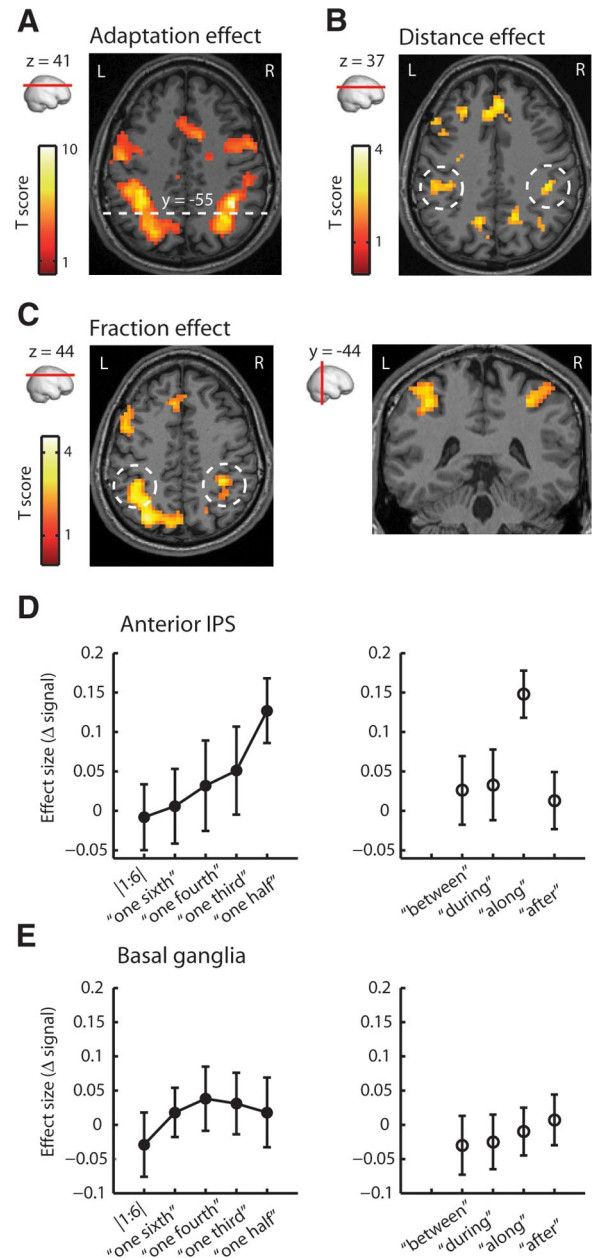 A
Adaptation effect
z = 41
L
R
10
T score
1
y = -55
B
Distance effect
z = 37
L
R
4
T score
1
C
Fraction effect
z = 44
L
R
4
T score
1
y = -44
L
R
D
Anterior IPS
Effect size (Δ signal)
0.2
0.15
0.1
0.05
0
−0.05
|1:6|
“one sixth”
“one fourth”
“one third”
“one half”
0.2
0.15
0.1
0.05
0
−0.05
“between”
“during”
“along”
“after”
E
Basal ganglia
Effect size (Δ signal)
0.2
0.15
0.1
0.05
0
−0.05
−0.1
|1:6|
“one sixth”
“one fourth”
“one third”
“one half”
0.2
0.15
0.1
0.05
0
−0.05
−0.1
“between”
“during”
“along”
“after”